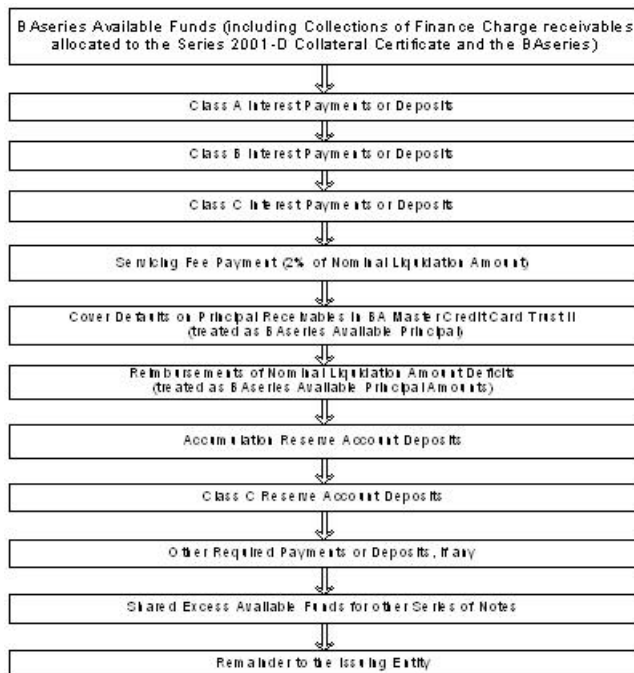 BAseries Available Funds (including Collections of Finance Charge receivables
allocated to the Series 2001-D Collateral Certificate and the BAseries)
Class A Interest Payments or Deposits
Class B Interest Payments or Deposits
Class C Interest Payments or Deposits
Servicing Fee Payment (2% of Nominal Liquidation Amount)
Cover Defaults on Principal Receivables in BA Master Credit Card Trust II
(treated as BAseries Available Principal)
Reimbursements of Nominal Liquidation Amount Deficits
(treated as BAseries Available Principal Amounts)
Accumulation Reserve Account Deposits
Class C Reserve Account Deposits
Other Required Payments or Deposits, if any
Shared Excess Available Funds for other Series of Notes
Remainder to the Issuing Entity